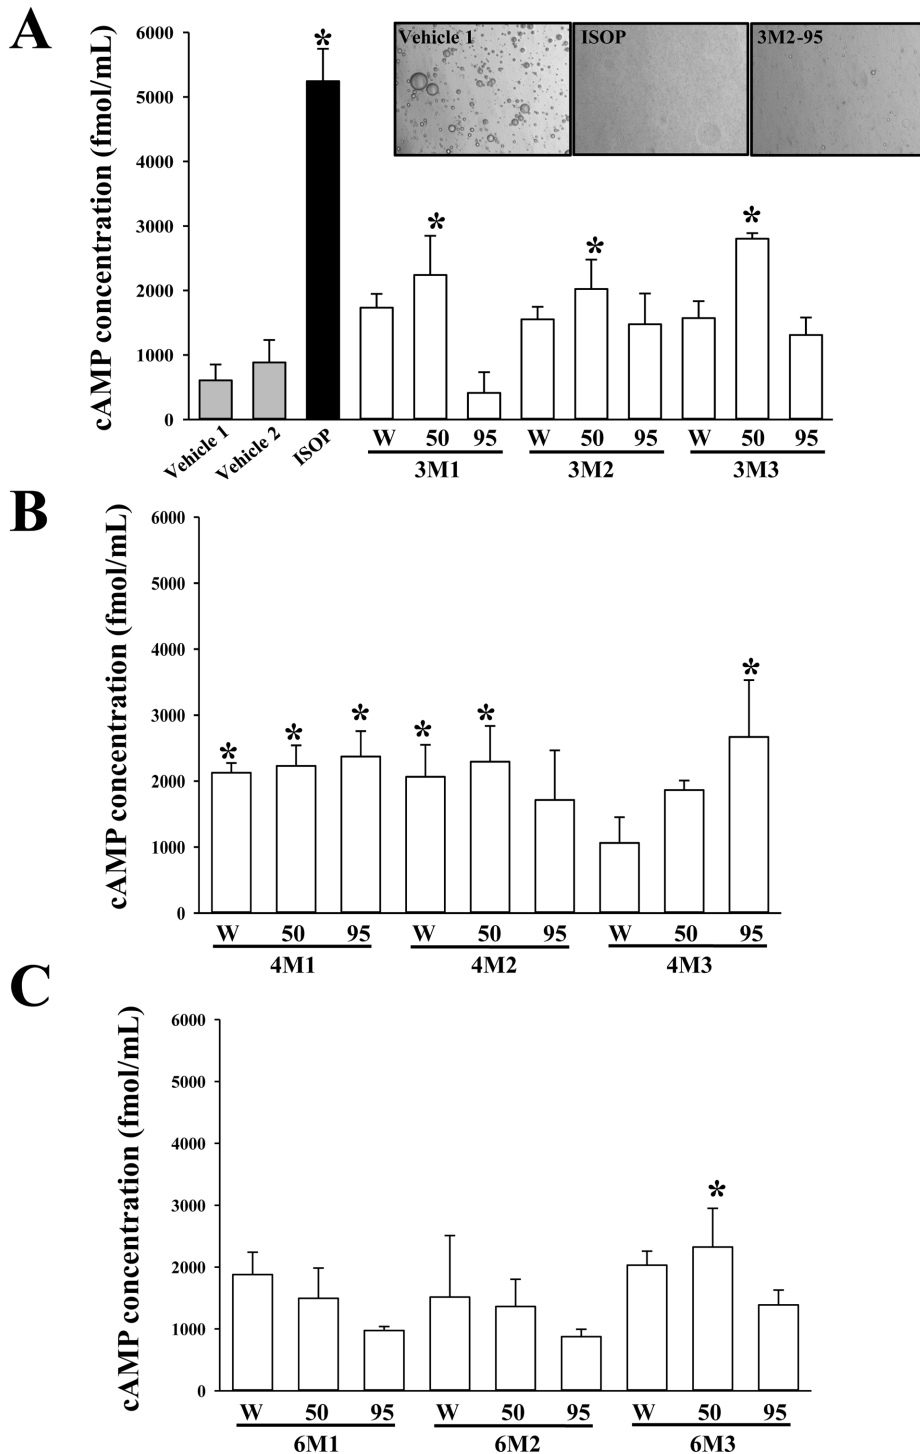 A
cAMP concentration (fmol/mL)
6000
5000
4000
3000
2000
1000
0
Vehicle 1
ISOP
3M2-95
*
* * *
Vehicle 1 Vehicle 2 ISOP
W 50 95 W 50 95 W 50 95
3M1 3M2 3M3
B
cAMP concentration (fmol/mL)
6000
5000
4000
3000
2000
1000
0
* * * * * *
W 50 95 W 50 95 W 50 95
4M1 4M2 4M3
C
cAMP concentration (fmol/mL)
6000
5000
4000
3000
2000
1000
0
*
W 50 95 W 50 95 W 50 95
6M1 6M2 6M3